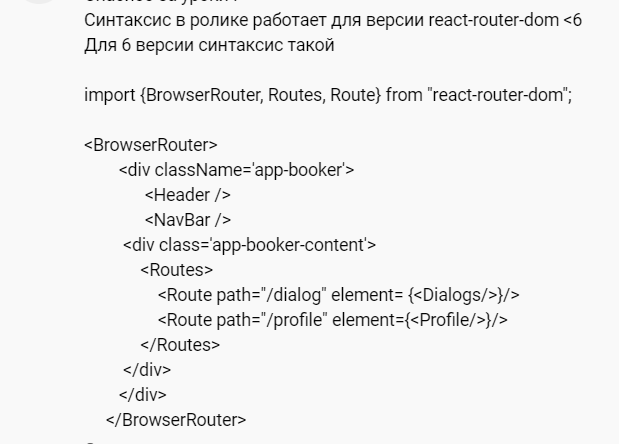 Синтаксис в ролике работает для версии react-router-dom <6
Для 6 версии синтаксис такой
import {BrowserRouter, Routes, Route} from "react-router-dom";
<BrowserRouter>
<div className='app-booker'>
<Header />
<NavBar />
<div class='app-booker-content'>
<Routes>
<Route path="/dialog" element= {<Dialogs/>}/>
<Route path="/profile" element={<Profile/>}/>
</Routes>
</div>
</div>
</BrowserRouter>